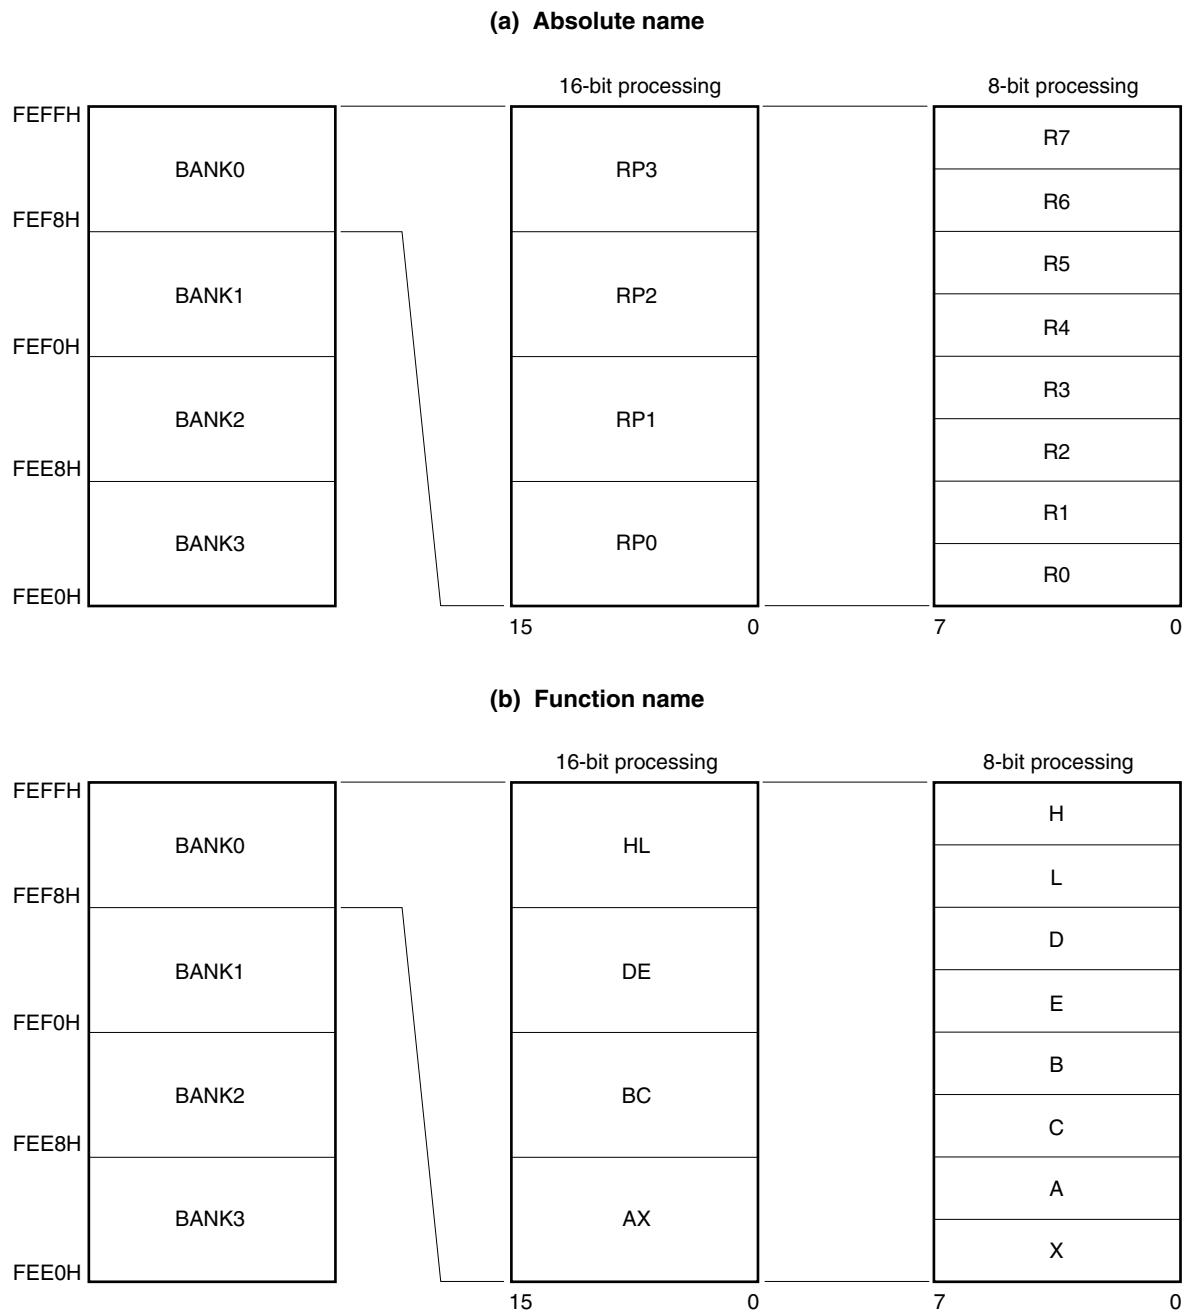 (a) Absolute name
16-bit processing
8-bit processing
FEFFH
BANK0
RP3
R7
R6
FEF8H
BANK1
RP2
R5
R4
FEF0H
BANK2
RP1
R3
R2
FEE8H
BANK3
RP0
R1
R0
FEE0H
15 0
7 0
(b) Function name
16-bit processing
8-bit processing
FEFFH
BANK0
HL
H
L
FEF8H
BANK1
DE
D
E
FEF0H
BANK2
BC
B
C
FEE8H
BANK3
AX
A
X
FEE0H
15 0
7 0